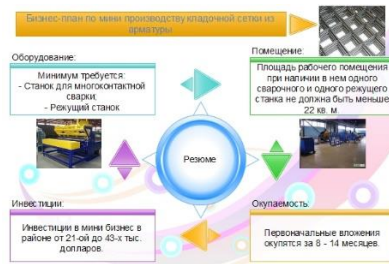 Бизнес-план по мини производству кладочной сетки из
арматуры
Оборудование:
Минимум требуется:
- Станок для многоконтактной
сварки;
- Режущий станок
Помещение:
Площадь рабочего помещения
при наличии в нем одного
сварочного и одного режущего
станка не должна быть меньше
22 кв. м.
Резюме
Инвестиции:
Инвестиции в мини бизнес в
районе от 21-ой до 43-х тыс.
долларов.
Окупаемость:
Первоначальные вложения
окупятся за 8 - 14 месяцев.